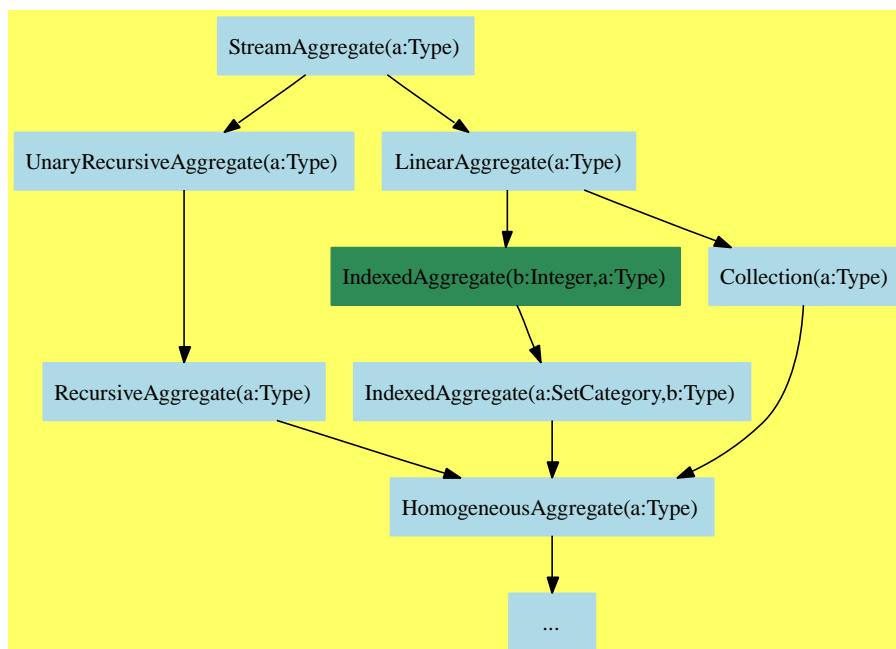 StreamAggregate(a:Type)
UnaryRecursiveAggregate(a:Type)
LinearAggregate(a:Type)
IndexedAggregate(b:Integer,a:Type)
Collection(a:Type)
RecursiveAggregate(a:Type)
IndexedAggregate(a:SetCategory,b:Type)
HomogeneousAggregate(a:Type)
...